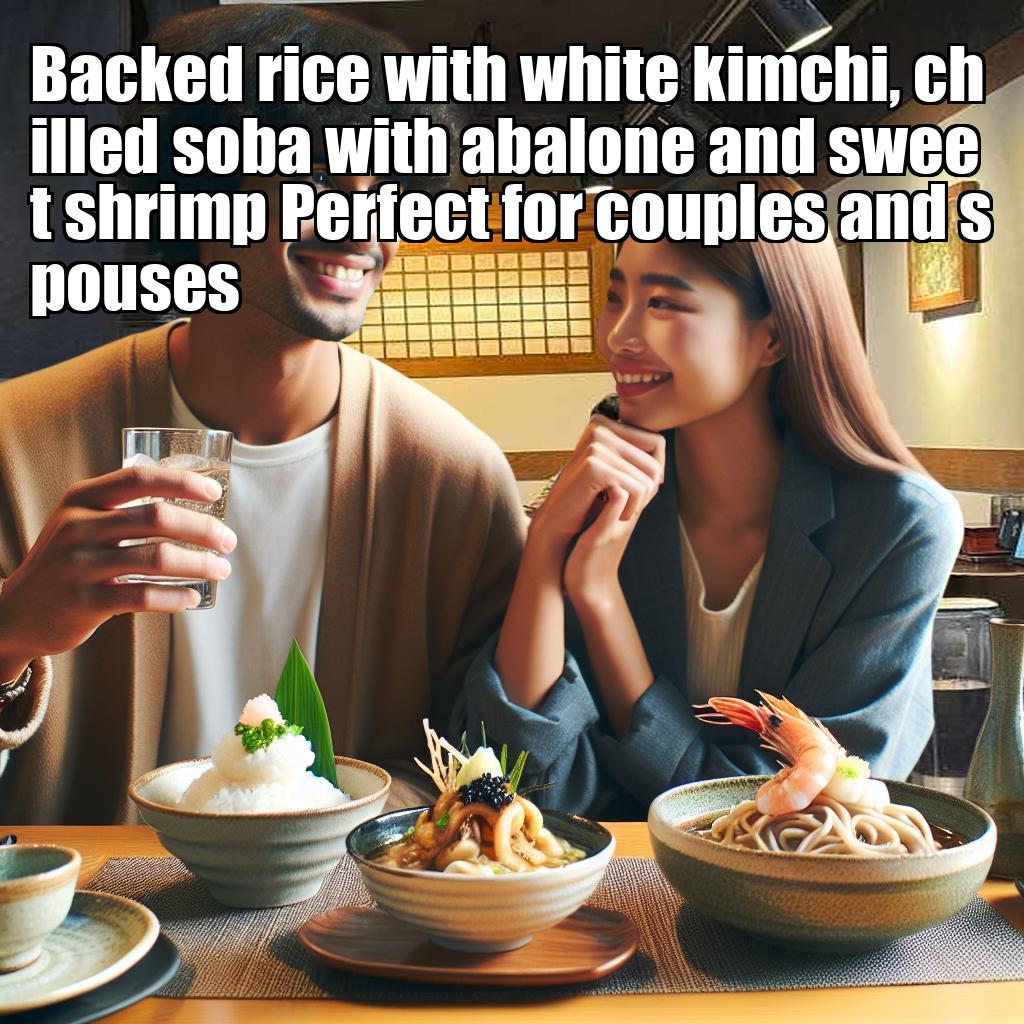 Backed rice with white kimchi, ch
illed soba with abalone and swee
t shrimp Perfect for couples and s
pouses